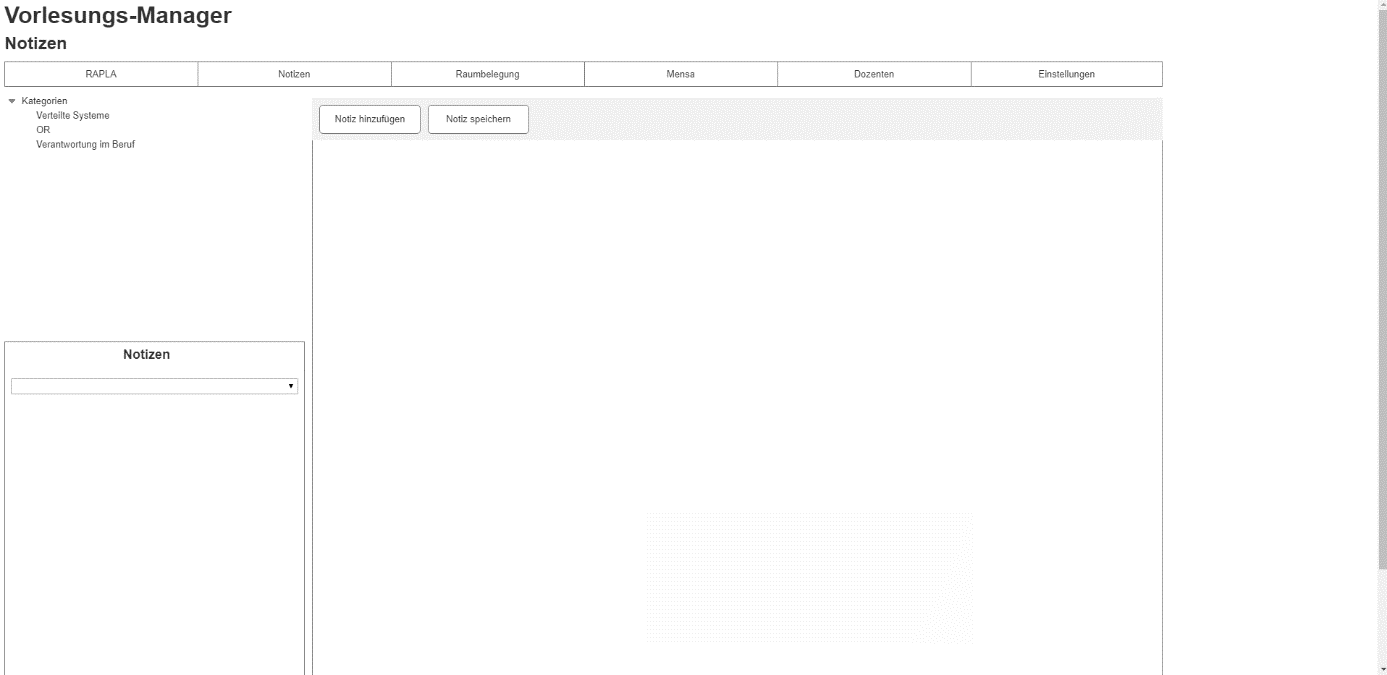 Vorlesungs-Manager
Notizen
RAPLA Notizen Raumbelegung Mensa Dozenten Einstellungen
Kategorien
Verteilte Systeme
OR
Verantwortung im Beruf
Notiz hinzufügen Notiz speichern
Notizen